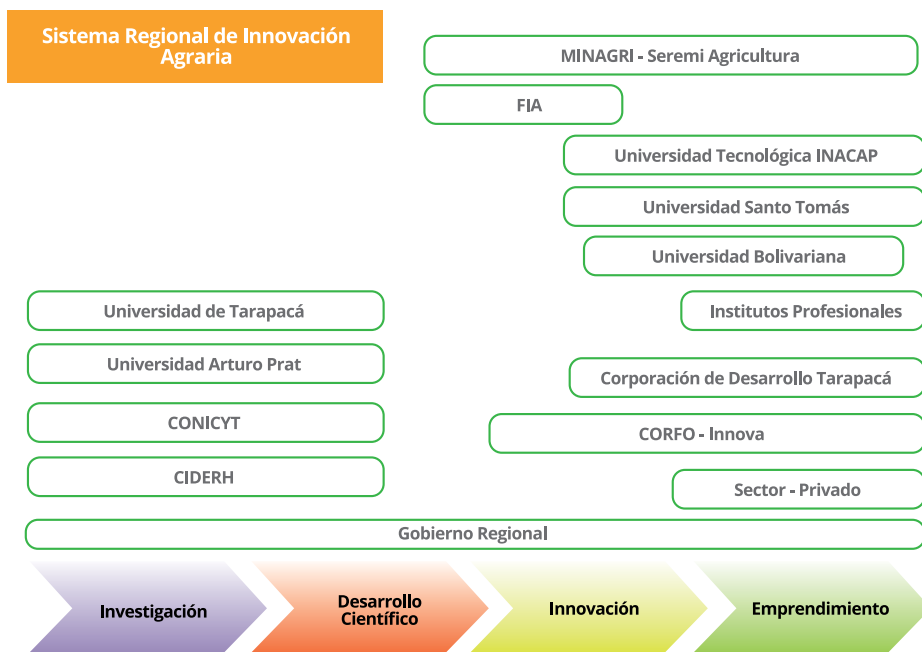 Sistema Regional de Innovación
Agraria
MINAGRI - Seremi Agricultura
FIA
Universidad Tecnológica INACAP
Universidad Santo Tomás
Universidad Bolivariana
Universidad de Tarapacá
Institutos Profesionales
Universidad Arturo Prat
Corporación de Desarrollo Tarapacá
CONICYT
CORFO - Innova
CIDERH
Sector - Privado
Gobierno Regional
Investigación
Desarrollo
Científico
Innovación
Emprendimiento